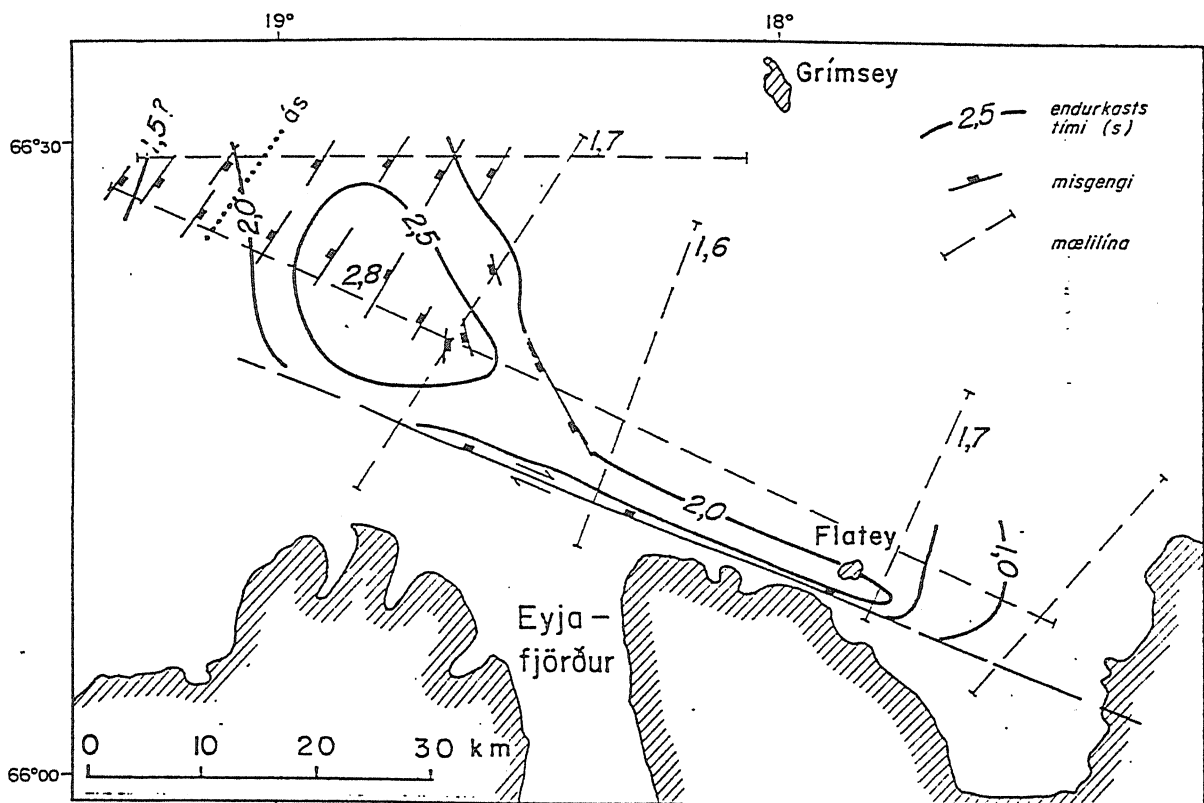 19°
18°
Grímsey
66°30
1,5?
ás
1,7
2,5
endurkasts
tími (s)
misgengi
mælilína
2,0
2,5
2,8
1,6
1,7
2,0
Flatey
1,0
Eyja-
fjörður
0 10 20 30 km
66°00